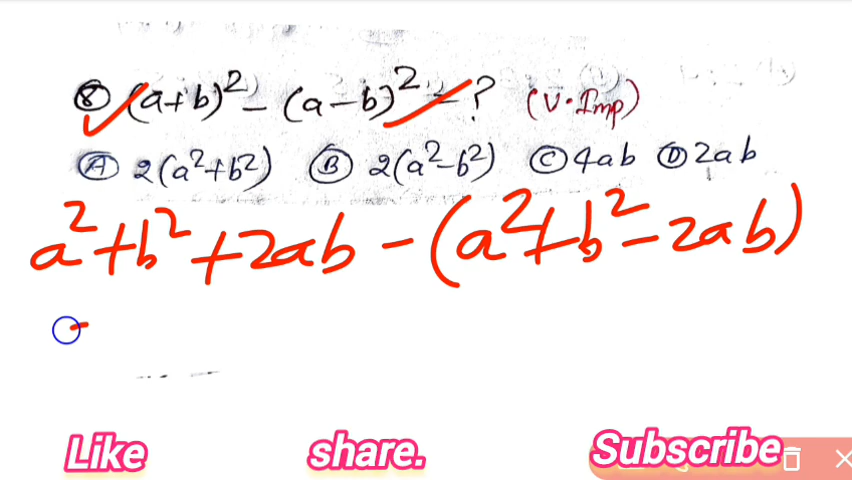 ⑧ (a+b)² - (a-b)² = ? (V.Imp)
Ⓐ 2(a²+b²) Ⓑ 2(a²-b²) Ⓒ 4ab Ⓓ 2ab
a²+b²+2ab-(a²+b²-2ab)
Like share. Subscribe